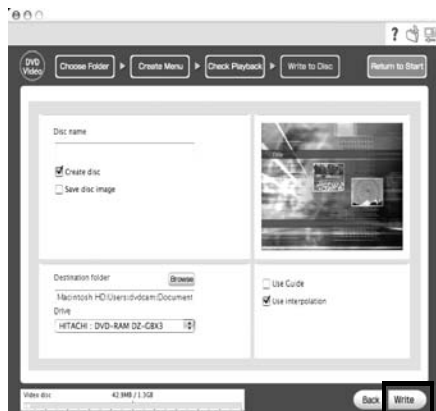 ?
DVD Video
Choose Folder
Create Menu
Check Playback
Write to Disc
Return to Start
Disc name
Create disc
Save disc image
Title
Destination folder
Browse
Macintosh HD:Users:dvdcam:Document
Drive
HITACHI : DVD-RAM DZ-G8X3
Use Guide
Use interpolation
Video disc 42.9MB / 1.3GB
Back
Write